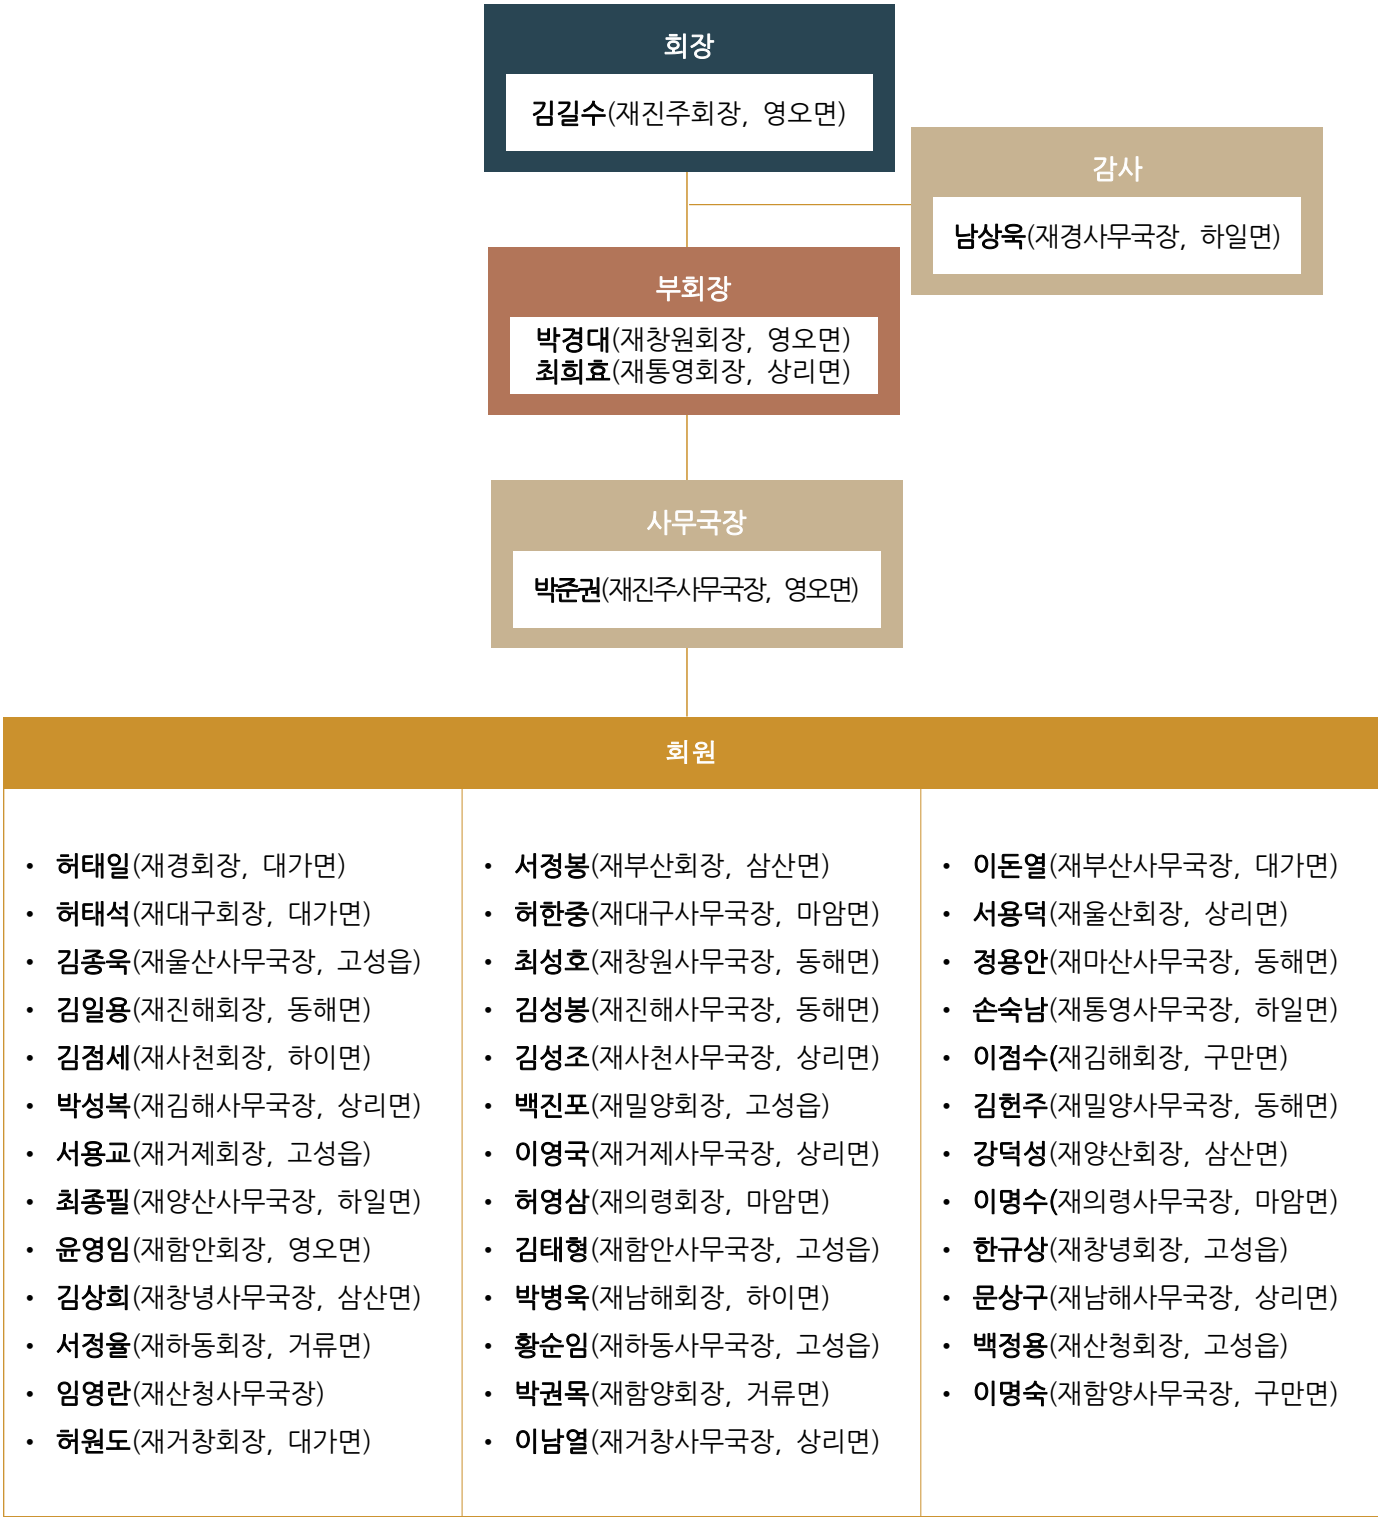 회장
김길수(재진주회장, 영오면)
감사
남상욱(재경사무국장, 하일면)
부회장
박경대(재창원회장, 영오면)
최희효(재통영회장, 상리면)
사무국장
박준권(재진주사무국장, 영오면)
회원
• 허태일(재경회장, 대가면)
• 허태석(재대구회장, 대가면)
• 김종욱(재울산사무국장, 고성읍)
• 김일용(재진해회장, 동해면)
• 김점세(재사천회장, 하이면)
• 박성복(재김해사무국장, 상리면)
• 서용교(재거제회장, 고성읍)
• 최종필(재양산사무국장, 하일면)
• 윤영임(재함안회장, 영오면)
• 김상희(재창녕사무국장, 삼산면)
• 서정율(재하동회장, 거류면)
• 임영란(재산청사무국장)
• 허원도(재거창회장, 대가면)
• 서정봉(재부산회장, 삼산면)
• 허한중(재대구사무국장, 마암면)
• 최성호(재창원사무국장, 동해면)
• 김성봉(재진해사무국장, 동해면)
• 김성조(재사천사무국장, 상리면)
• 백진포(재밀양회장, 고성읍)
• 이영국(재거제사무국장, 상리면)
• 허영삼(재의령회장, 마암면)
• 김태형(재함안사무국장, 고성읍)
• 박병욱(재남해회장, 하이면)
• 황순임(재하동사무국장, 고성읍)
• 박권목(재함양회장, 거류면)
• 이남열(재거창사무국장, 상리면)
• 이돈열(재부산사무국장, 대가면)
• 서용덕(재울산회장, 상리면)
• 정용안(재마산사무국장, 동해면)
• 손숙남(재통영사무국장, 하일면)
• 이점수(재김해회장, 구만면)
• 김헌주(재밀양사무국장, 동해면)
• 강덕성(재양산회장, 삼산면)
• 이명수(재의령사무국장, 마암면)
• 한규상(재창녕회장, 고성읍)
• 문상구(재남해사무국장, 상리면)
• 백정용(재산청회장, 고성읍)
• 이명숙(재함양사무국장, 구만면)